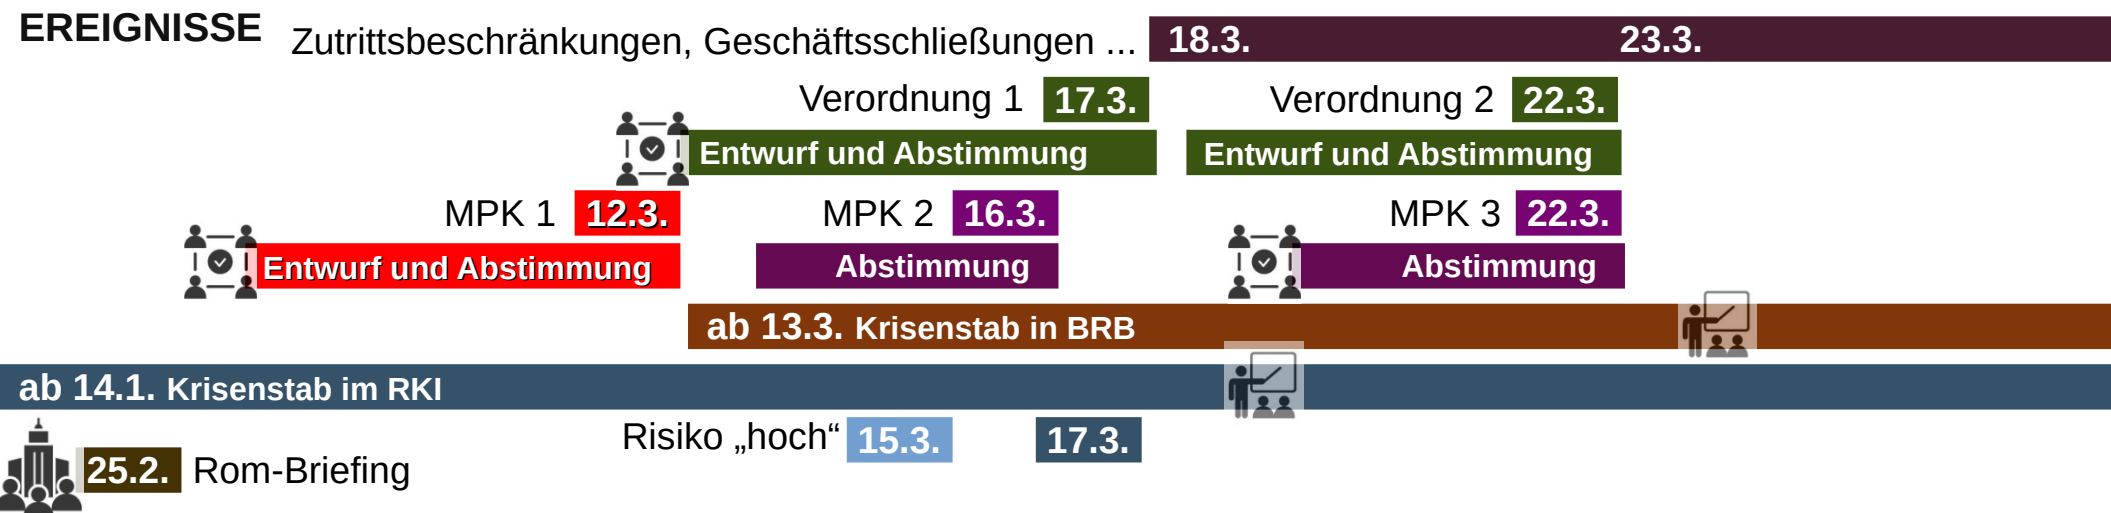 EREIGNISSE
Zutrittsbeschränkungen, Geschäftsschließungen ... 18.3. 23.3.
Verordnung 1 17.3. Verordnung 2 22.3.
Entwurf und Abstimmung Entwurf und Abstimmung
MPK 1 12.3. MPK 2 16.3. MPK 3 22.3.
Entwurf und Abstimmung Abstimmung Abstimmung
ab 13.3. Krisenstab in BRB
ab 14.1. Krisenstab im RKI
Risiko „hoch“ 15.3. 17.3.
25.2. Rom-Briefing